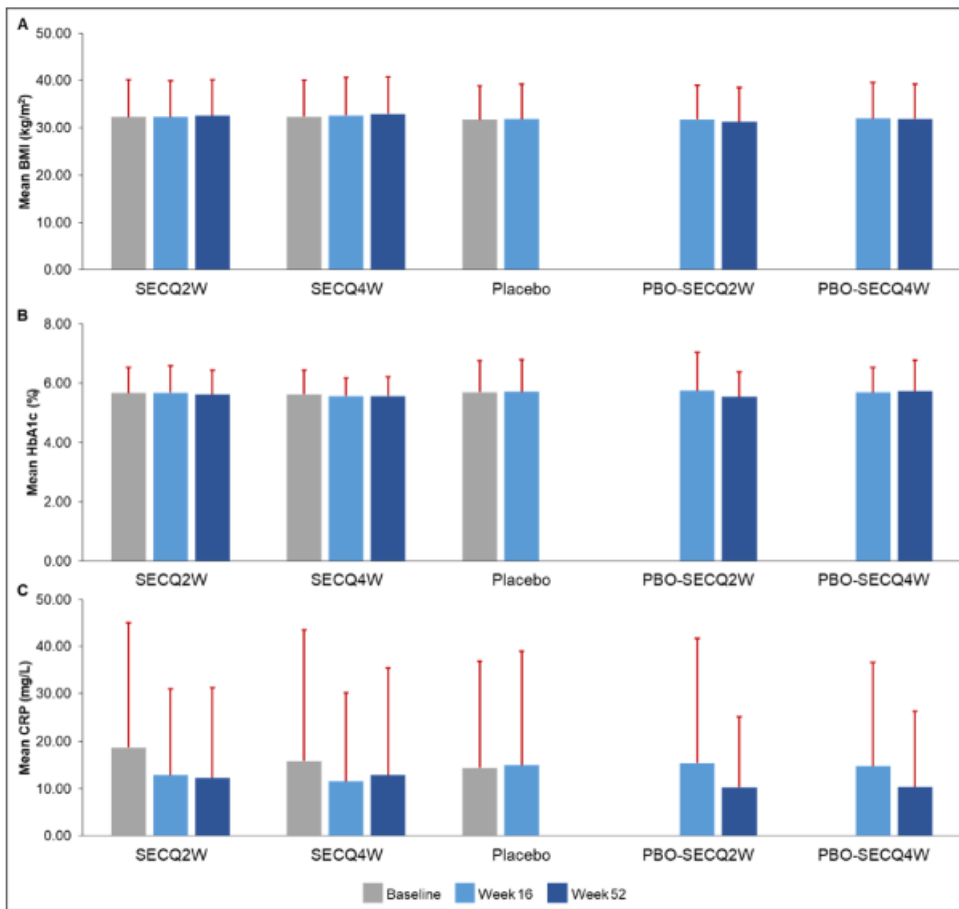 A
50.00
40.00
30.00
20.00
10.00
0.00
Mean BMI (kg/m²)
SECQ2W SECQ4W Placebo PBO-SECQ2W PBO-SECQ4W
B
8.00
6.00
4.00
2.00
0.00
Mean HbA1c (%)
SECQ2W SECQ4W Placebo PBO-SECQ2W PBO-SECQ4W
C
50.00
40.00
30.00
20.00
10.00
0.00
Mean CRP (mg/L)
SECQ2W SECQ4W Placebo PBO-SECQ2W PBO-SECQ4W
Baseline Week 16 Week 52